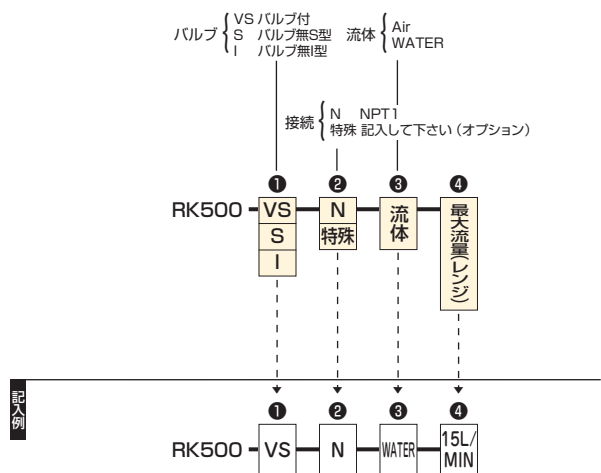 バルブ
VS バルブ付
S バルブ無S型
I バルブ無I型
流体
Air
WATER
接続
N NPT1
特殊 記入して下さい（オプション）
❶ ❷ ❸ ❹
RK500 VS N 流体 最大流量（レンジ）
S 特殊
I
記入例
❶ ❷ ❸ ❹
RK500 VS N WATER 15L/
MIN